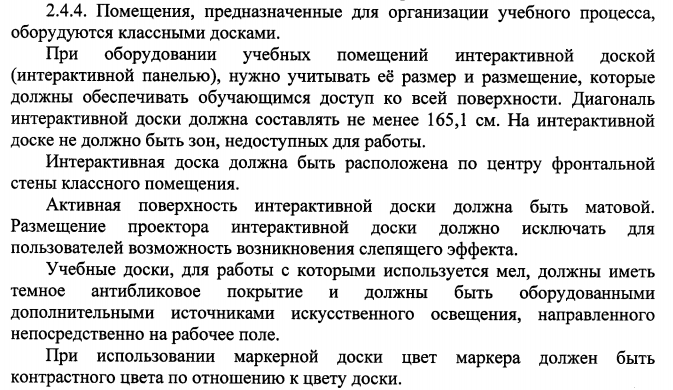 2.4.4. Помещения, предназначенные для организации учебного процесса,
оборудуются классными досками.
При оборудовании учебных помещений интерактивной доской
(интерактивной панелью), нужно учитывать её размер и размещение, которые
должны обеспечивать обучающимся доступ ко всей поверхности. Диагональ
интерактивной доски должна составлять не менее 165,1 см. На интерактивной
доске не должно быть зон, недоступных для работы.
Интерактивная доска должна быть расположена по центру фронтальной
стены классного помещения.
Активная поверхность интерактивной доски должна быть матовой.
Размещение проектора интерактивной доски должно исключать для
пользователей возможность возникновения слепящего эффекта.
Учебные доски, для работы с которыми используется мел, должны иметь
темное антибликовое покрытие и должны быть оборудованными
дополнительными источниками искусственного освещения, направленного
непосредственно на рабочее поле.
При использовании маркерной доски цвет маркера должен быть
контрастного цвета по отношению к цвету доски.